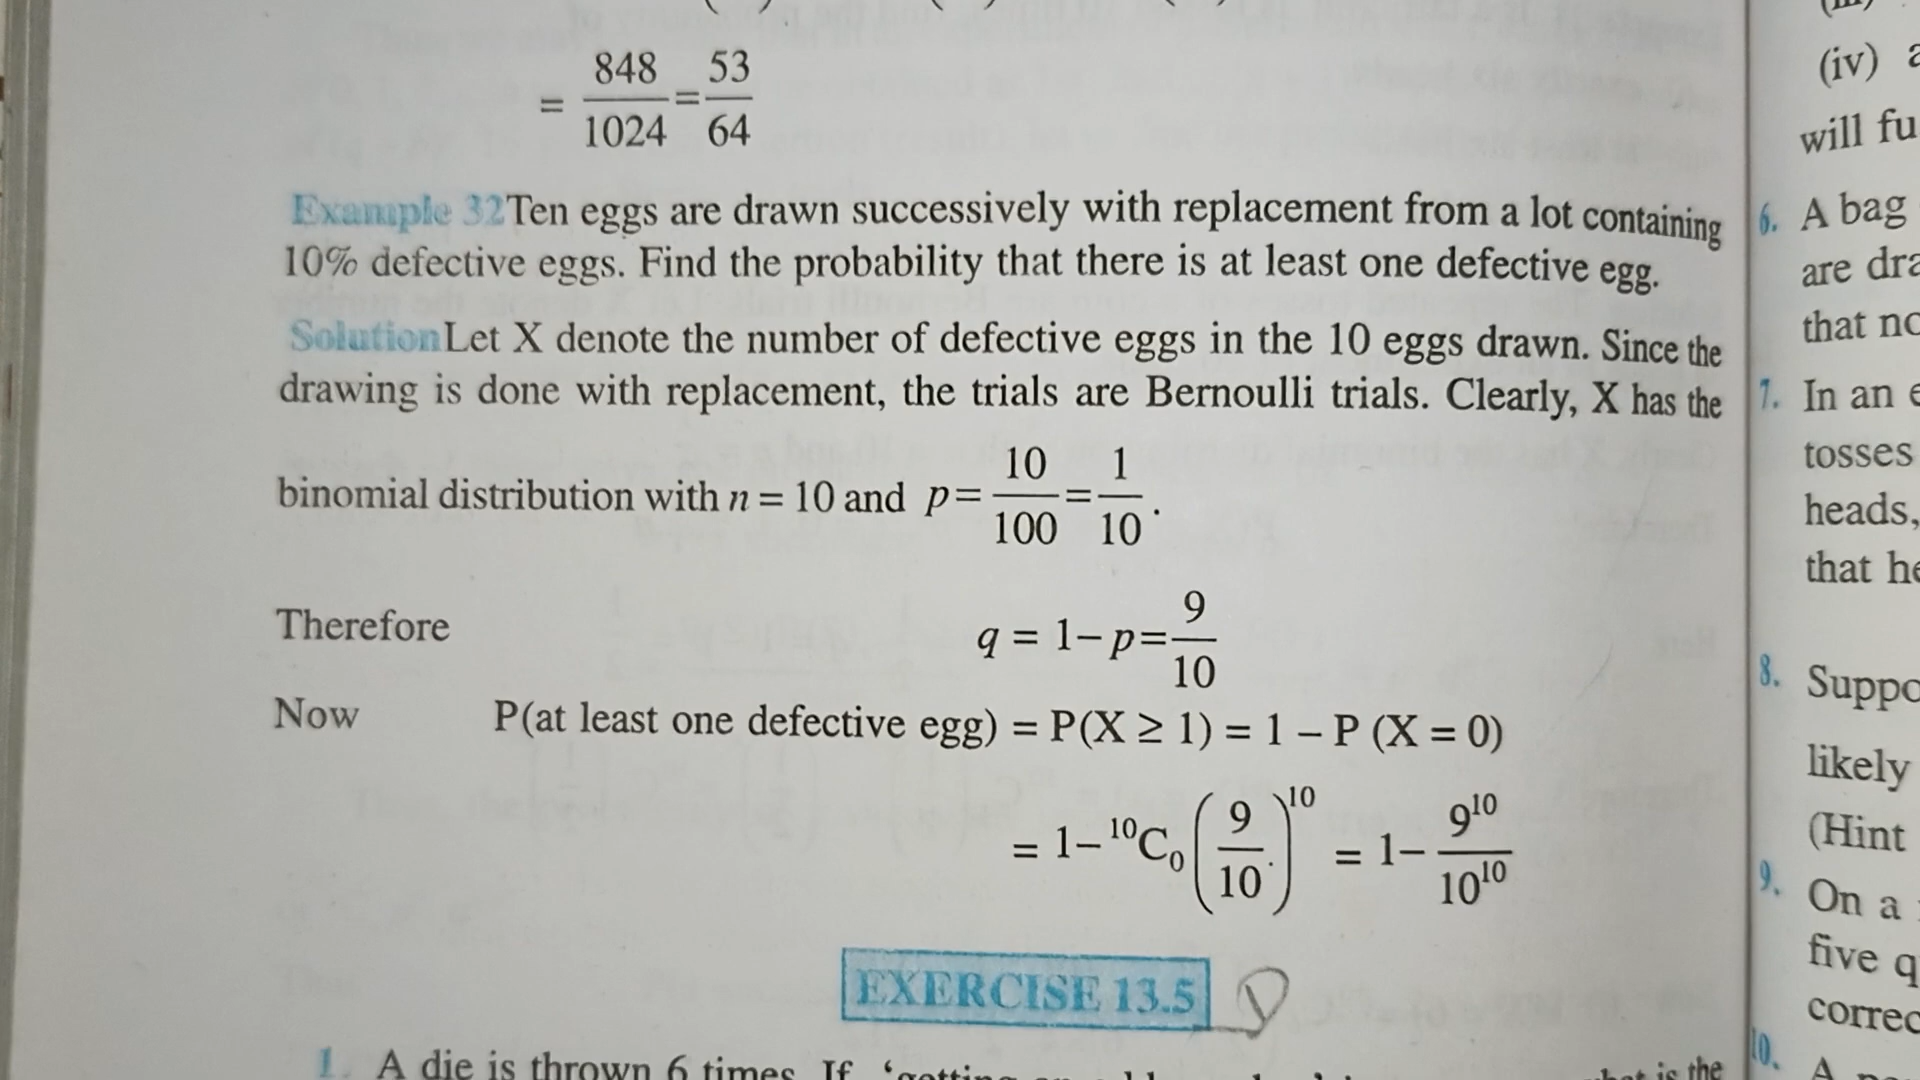 = 848/1024 = 53/64
Example 32 Ten eggs are drawn successively with replacement from a lot containing
10% defective eggs. Find the probability that there is at least one defective egg.
Solution Let X denote the number of defective eggs in the 10 eggs drawn. Since the
drawing is done with replacement, the trials are Bernoulli trials. Clearly, X has the
binomial distribution with n = 10 and p = 10/100 = 1/10.
Therefore q = 1 – p = 9/10
Now P(at least one defective egg) = P(X ≥ 1) = 1 – P (X = 0)
= 1 – ¹⁰C₀ (9/10)¹⁰ = 1 – 9¹⁰/10¹⁰
EXERCISE 13.5
1. A die is thrown 6 times. If ‘getting is the
(iv)
will
6. A bag
are
that
7. In an
tosses
heads,
that
8.
likely
(Hint
9. On a
five
10. A